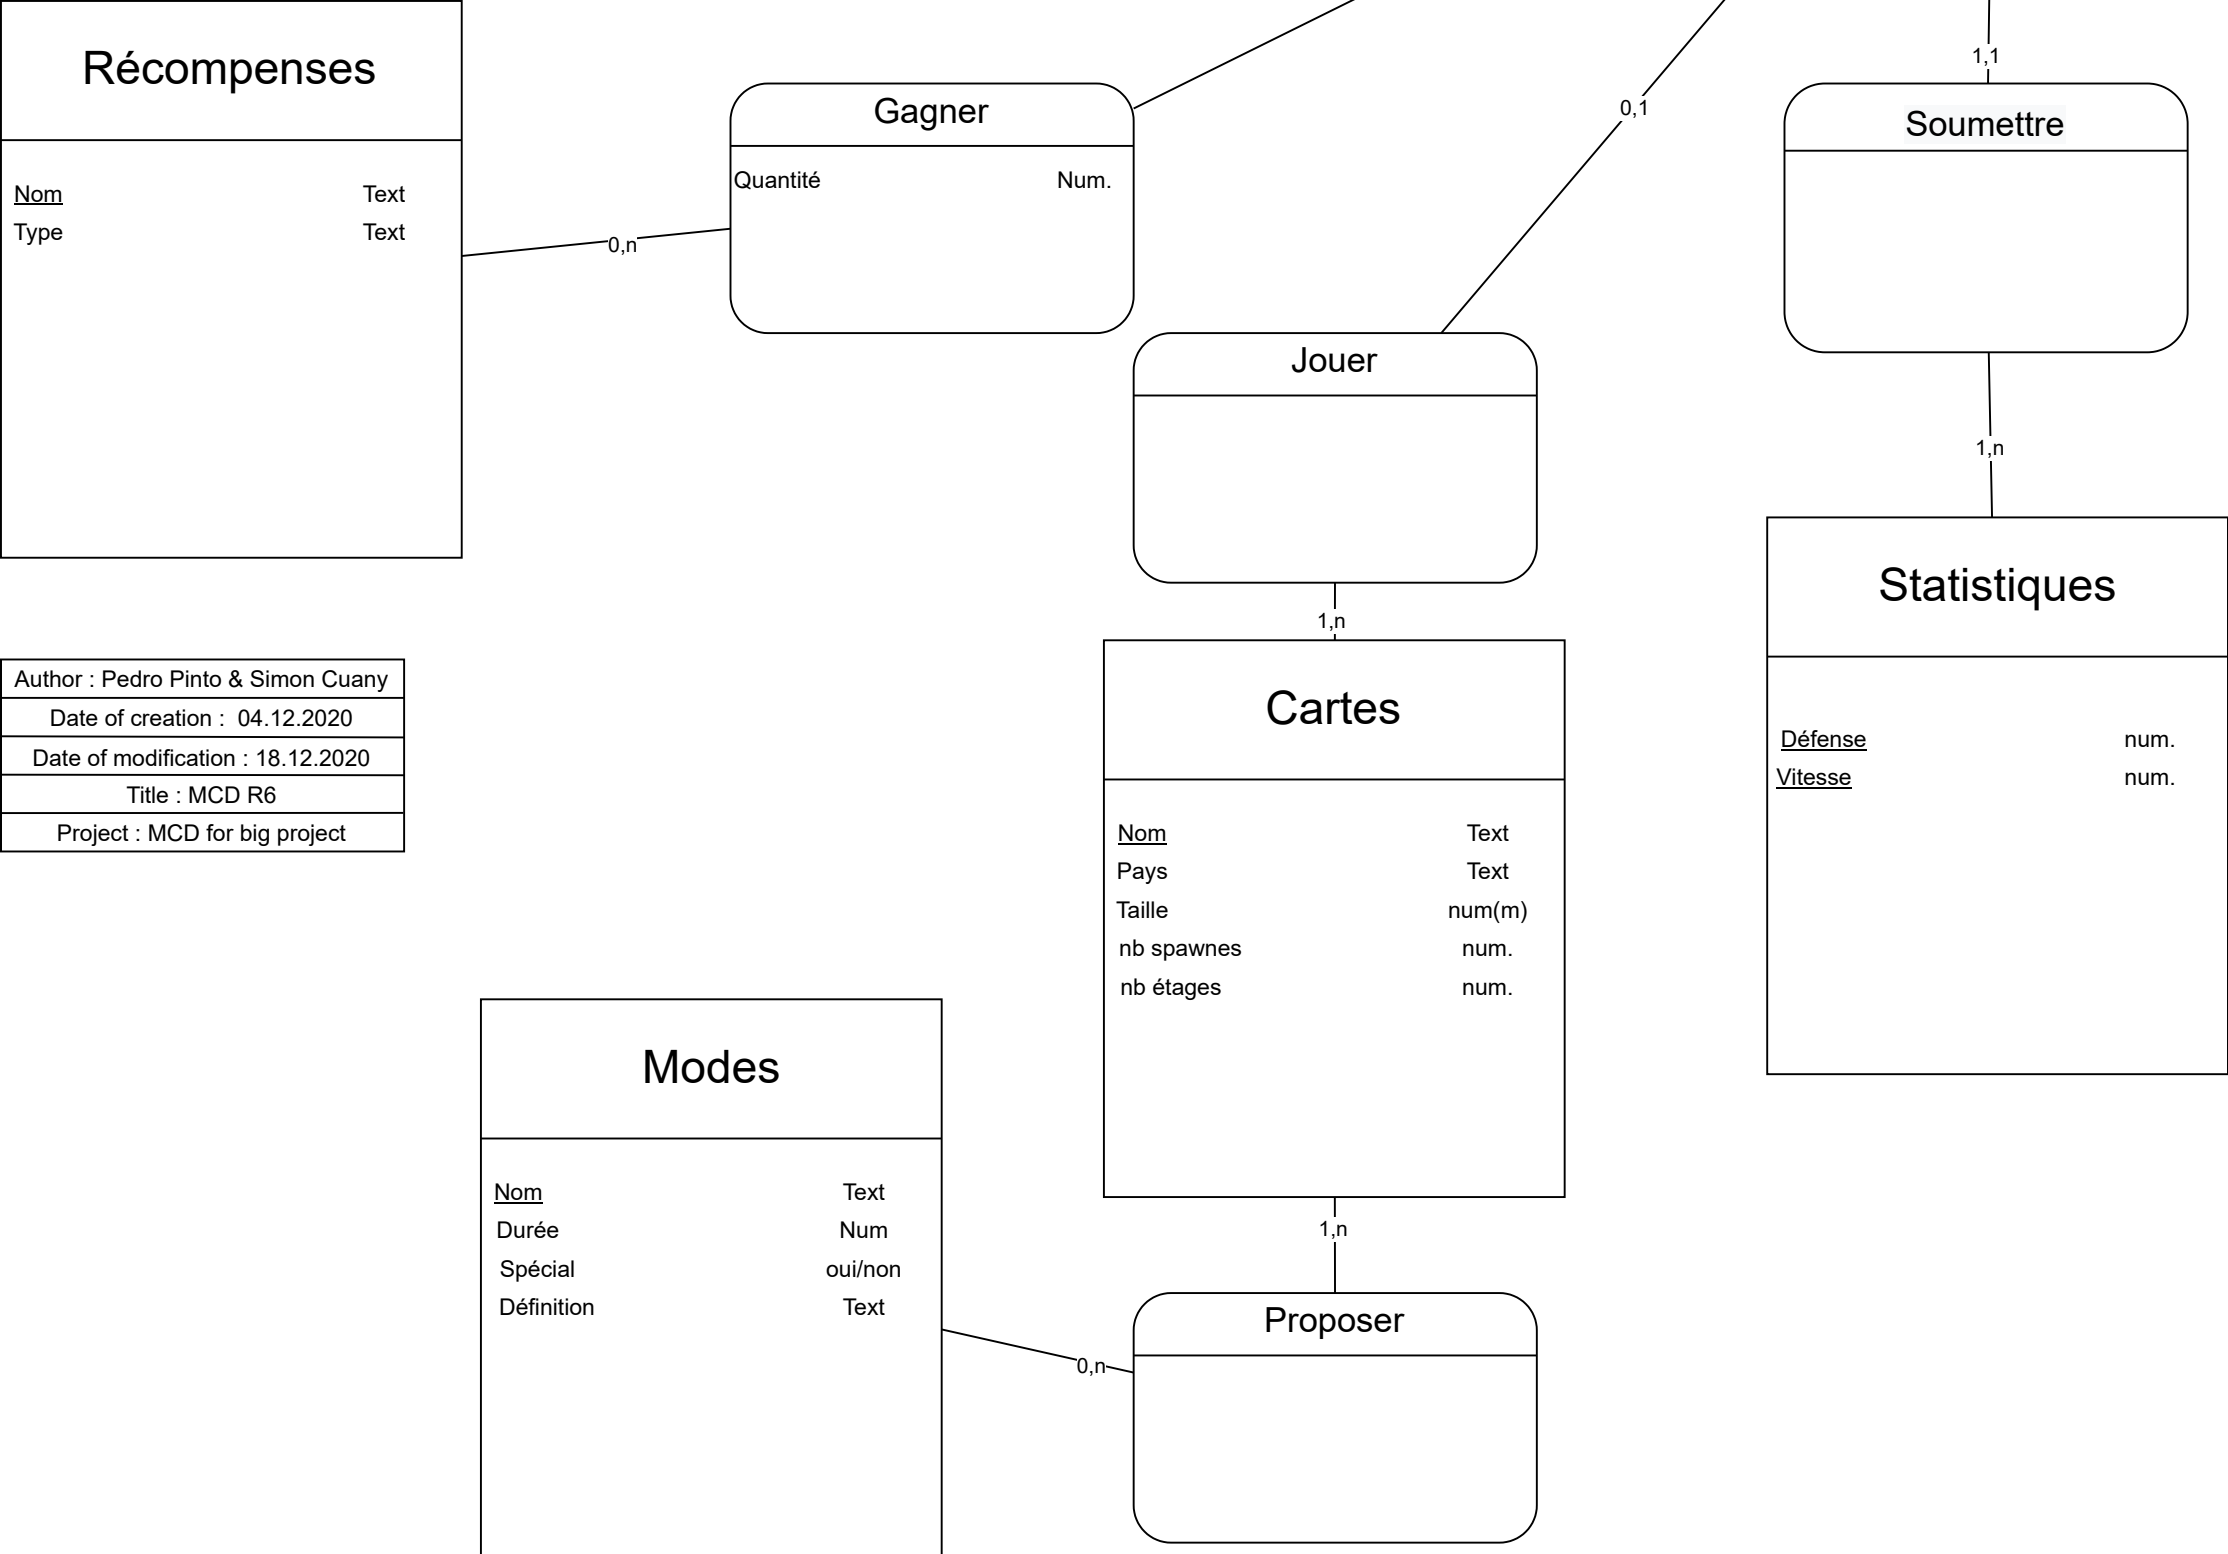 Récompenses
Nom Text
Type Text
0,n
Gagner
Quantité Num.
0,1
1,1
Soumettre
Jouer
1,n
1,n
Statistiques
Défense num.
Vitesse num.
Author : Pedro Pinto & Simon Cuany
Date of creation :  04.12.2020
Date of modification : 18.12.2020
Title : MCD R6
Project : MCD for big project
Cartes
Nom Text
Pays Text
Taille num(m)
nb spawnes num.
nb étages num.
Modes
Nom Text
Durée Num
Spécial oui/non
Définition Text
0,n
1,n
Proposer